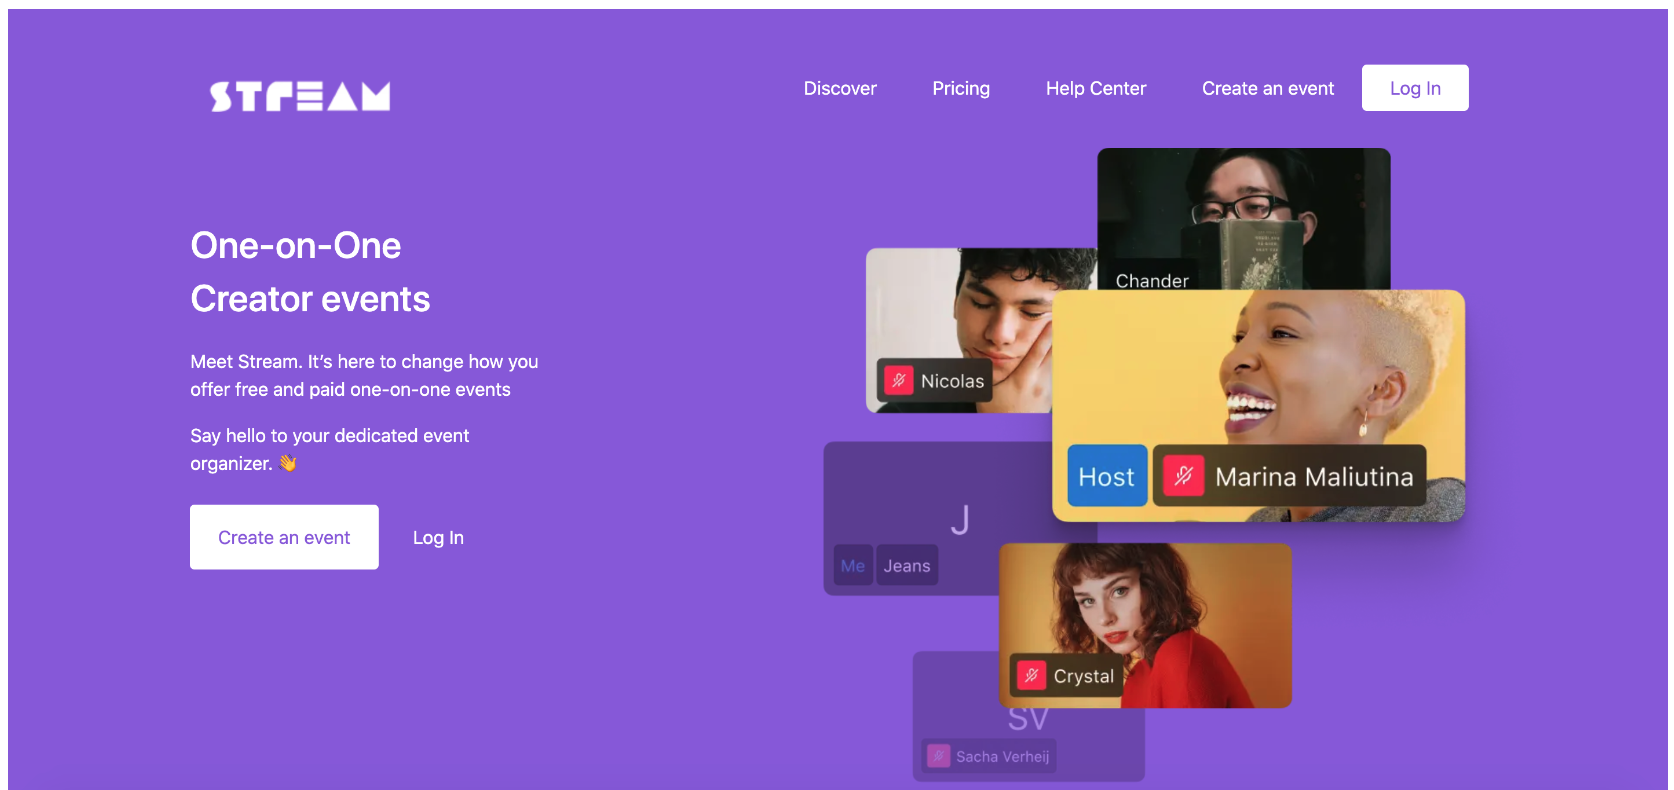 STREAM
Discover
Pricing
Help Center
Create an event
Log In
One-on-One
Creator events
Meet Stream. It’s here to change how you
offer free and paid one-on-one events
Say hello to your dedicated event
organizer. 👋
Create an event
Log In
Chander
Nicolas
Host
Marina Maliutina
J
Me
Jeans
Crystal
SV
Sacha Verheij